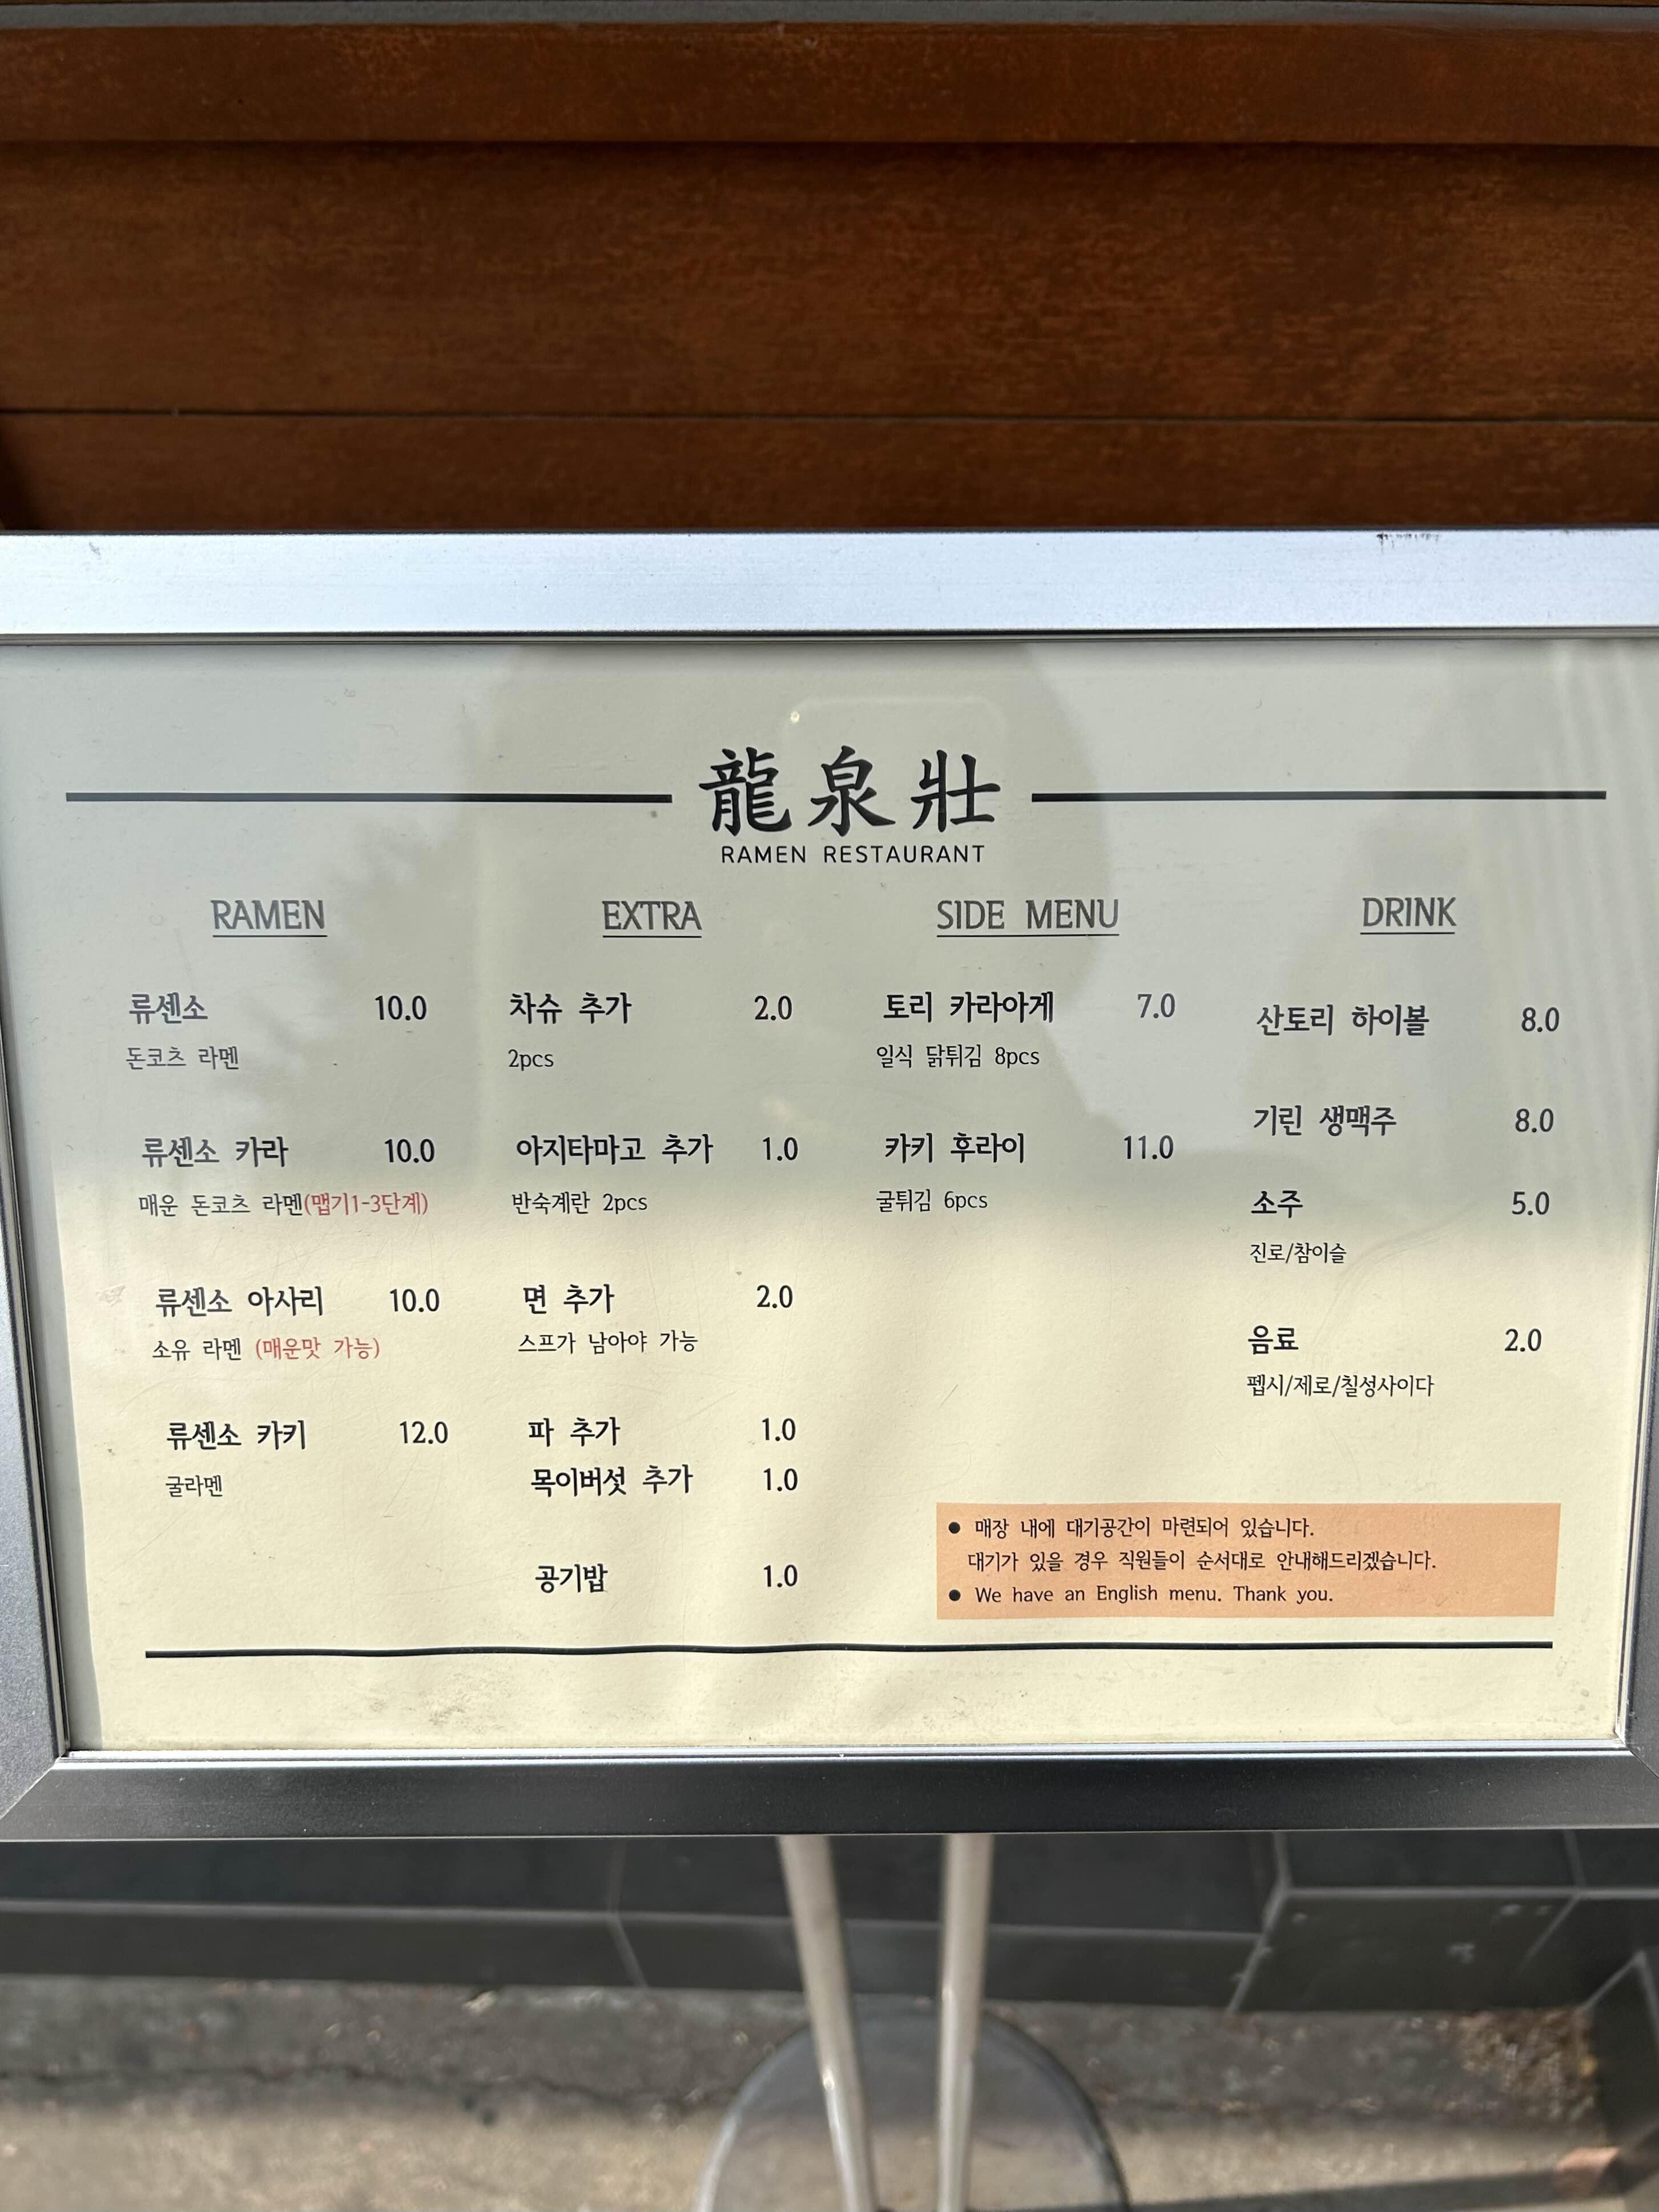 龍泉壯
RAMEN RESTAURANT
RAMEN
류센소 10.0
돈코츠 라멘
류센소 카라 10.0
매운 돈코츠 라멘(맵기1-3단계)
류센소 아사리 10.0
소유 라멘 (매운맛 가능)
류센소 카키 12.0
굴라멘
EXTRA
차슈 추가 2.0
2pcs
아지타마고 추가 1.0
반숙계란 2pcs
면 추가 2.0
스프가 남아야 가능
파 추가 1.0
목이버섯 추가 1.0
공기밥 1.0
SIDE MENU
토리 카라아게 7.0
일식 닭튀김 8pcs
카키 후라이 11.0
굴튀김 6pcs
DRINK
산토리 하이볼 8.0
기린 생맥주 8.0
소주 5.0
진로/참이슬
음료 2.0
펩시/제로/칠성사이다
● 매장 내에 대기공간이 마련되어 있습니다.
대기가 있을 경우 직원들이 순서대로 안내해드리겠습니다.
● We have an English menu. Thank you.